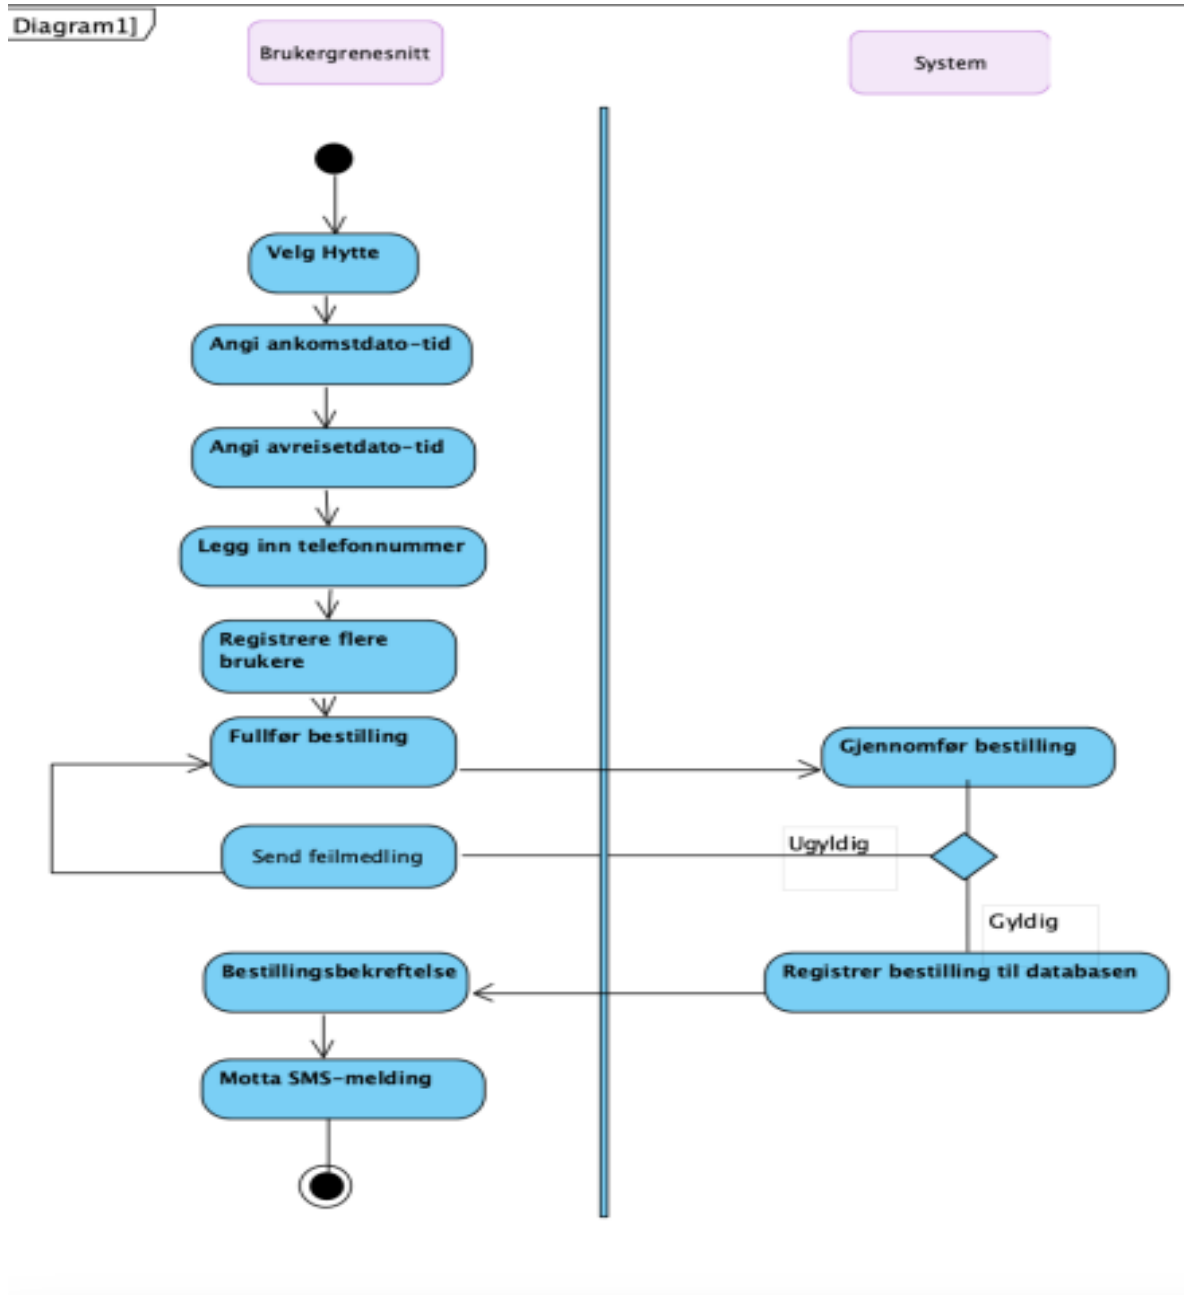 Diagram1]
Brukergrenesnitt
System
Velg Hytte
Angi ankomstdato-tid
Angi avreisetdato-tid
Legg inn telefonnummer
Registrere flere
brukere
Fullfør bestilling
Gjennomfør bestilling
Ugyldig
Send feilmedling
Gyldig
Bestillingsbekreftelse
Registrer bestilling til databasen
Motta SMS-melding